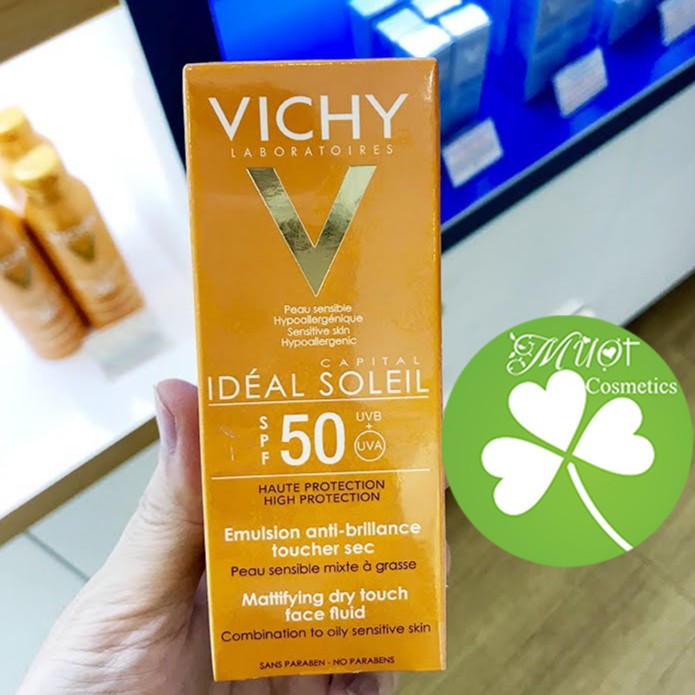 VICHY
LABORATOIRES
V
Peau sensible
Hypoallergénique
Sensitive skin
Hypoallergenic
CAPITAL
IDÉAL SOLEIL
SPF 50 UVB + UVA
HAUTE PROTECTION
HIGH PROTECTION
Emulsion anti-brillance
toucher sec
Peau sensible mixte à grasse
Mattifying dry touch
face fluid
Combination to oily sensitive skin
SANS PARABEN - NO PARABENS
Mướt
Cosmetics